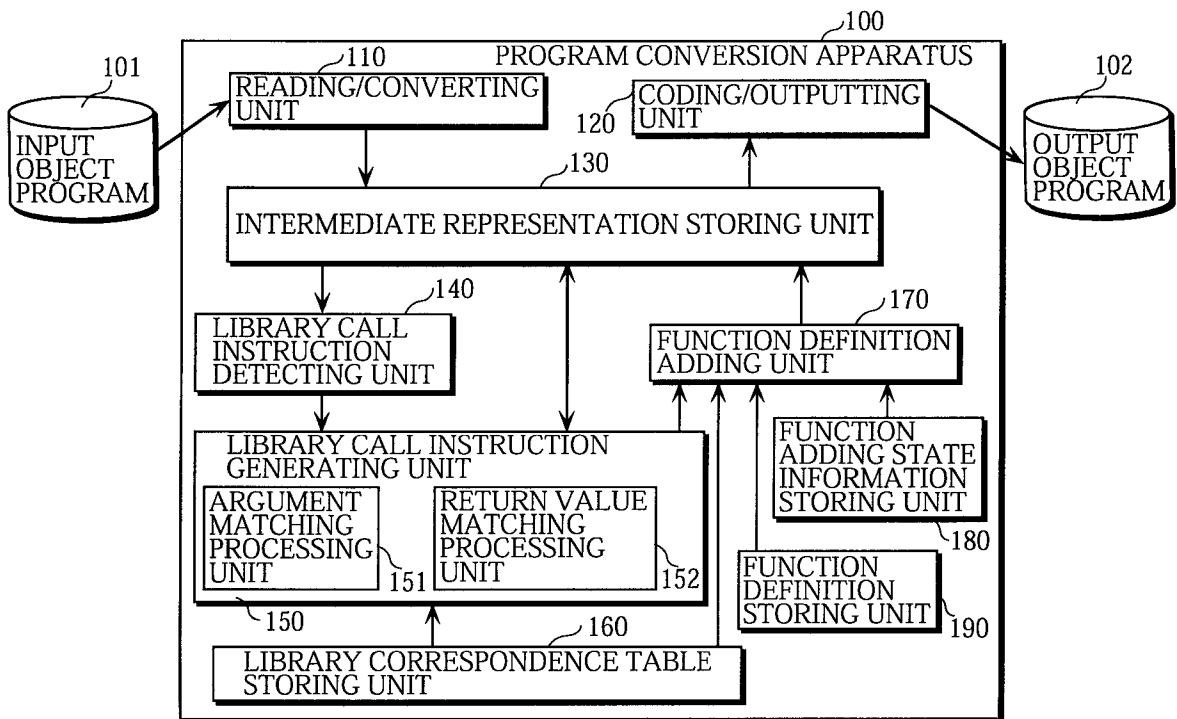 100
PROGRAM CONVERSION APPARATUS
101
INPUT
OBJECT
PROGRAM
110
READING/CONVERTING
UNIT
120
CODING/OUTPUTTING
UNIT
102
OUTPUT
OBJECT
PROGRAM
130
INTERMEDIATE REPRESENTATION STORING UNIT
140
LIBRARY CALL
INSTRUCTION
DETECTING UNIT
170
FUNCTION DEFINITION
ADDING UNIT
LIBRARY CALL INSTRUCTION
GENERATING UNIT
ARGUMENT
MATCHING
PROCESSING
UNIT
151
RETURN VALUE
MATCHING
PROCESSING
UNIT
152
150
FUNCTION
ADDING STATE
INFORMATION
STORING UNIT
180
FUNCTION
DEFINITION
STORING UNIT
190
160
LIBRARY CORRESPONDENCE TABLE
STORING UNIT